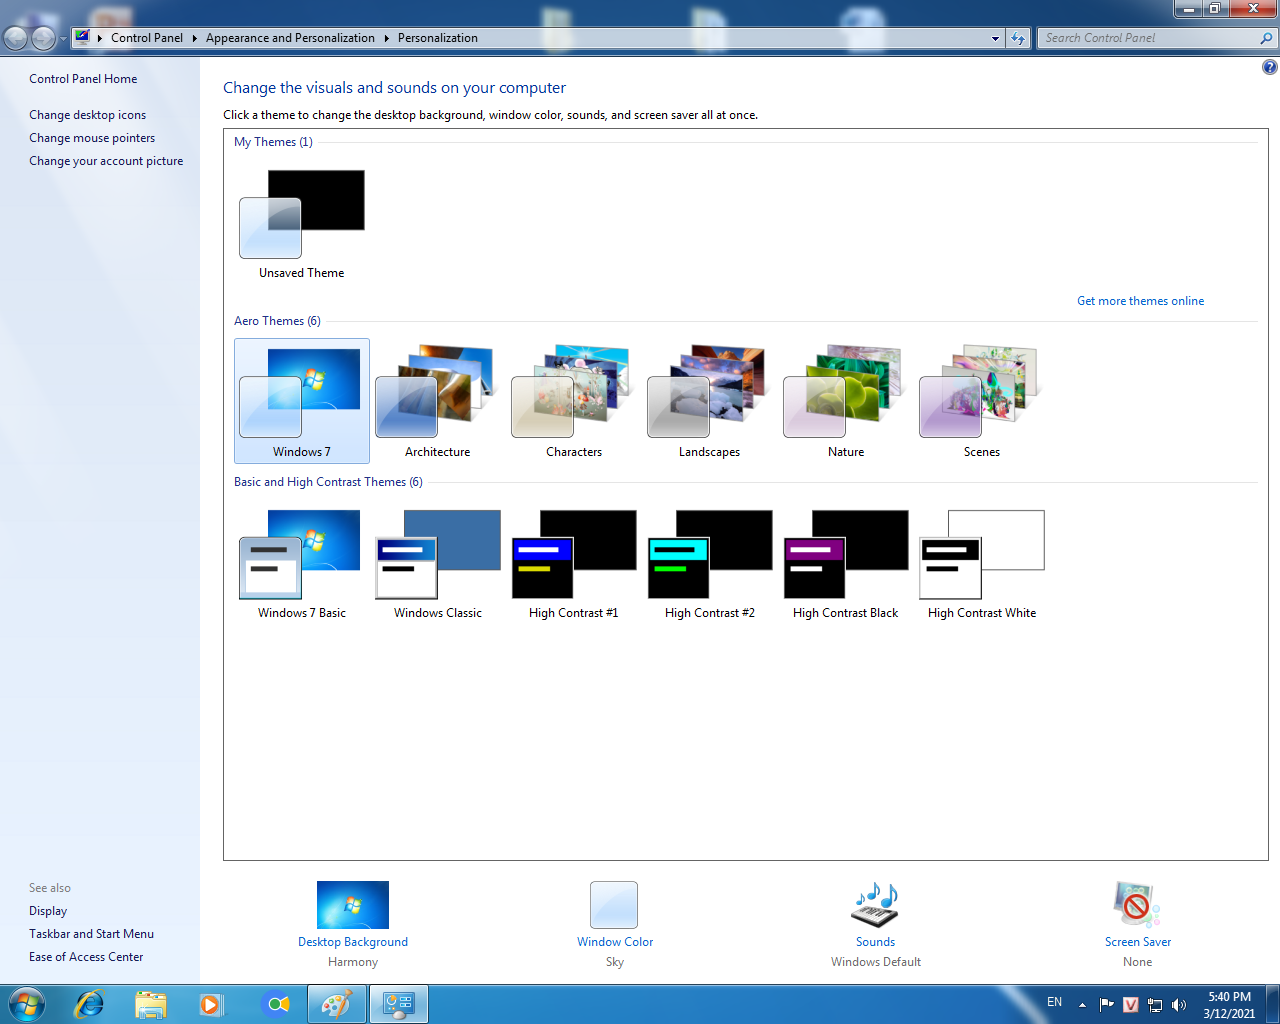 Control Panel Appearance and Personalization Personalization
Search Control Panel
Control Panel Home
Change desktop icons
Change mouse pointers
Change your account picture
Change the visuals and sounds on your computer
Click a theme to change the desktop background, window color, sounds, and screen saver all at once.
My Themes (1)
Unsaved Theme
Get more themes online
Aero Themes (6)
Windows 7
Architecture
Characters
Landscapes
Nature
Scenes
Basic and High Contrast Themes (6)
Windows 7 Basic
Windows Classic
High Contrast #1
High Contrast #2
High Contrast Black
High Contrast White
See also
Display
Taskbar and Start Menu
Ease of Access Center
Desktop Background
Harmony
Window Color
Sky
Sounds
Windows Default
Screen Saver
None
EN
V
5:40 PM
3/12/2021